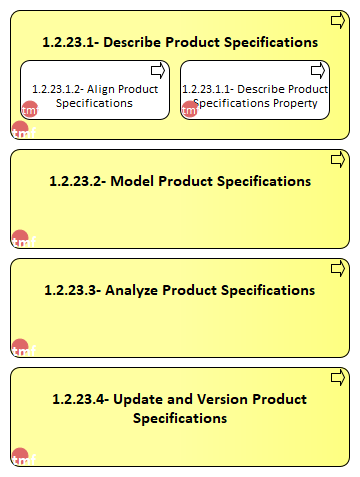 1.2.23.1- Describe Product Specifications
1.2.23.1.2- Align Product
Specifications
tmf
1.2.23.1.1- Describe Product
Specifications Property
tmf
tmf
1.2.23.2- Model Product Specifications
tmf
1.2.23.3- Analyze Product Specifications
tmf
1.2.23.4- Update and Version Product
Specifications
tmf